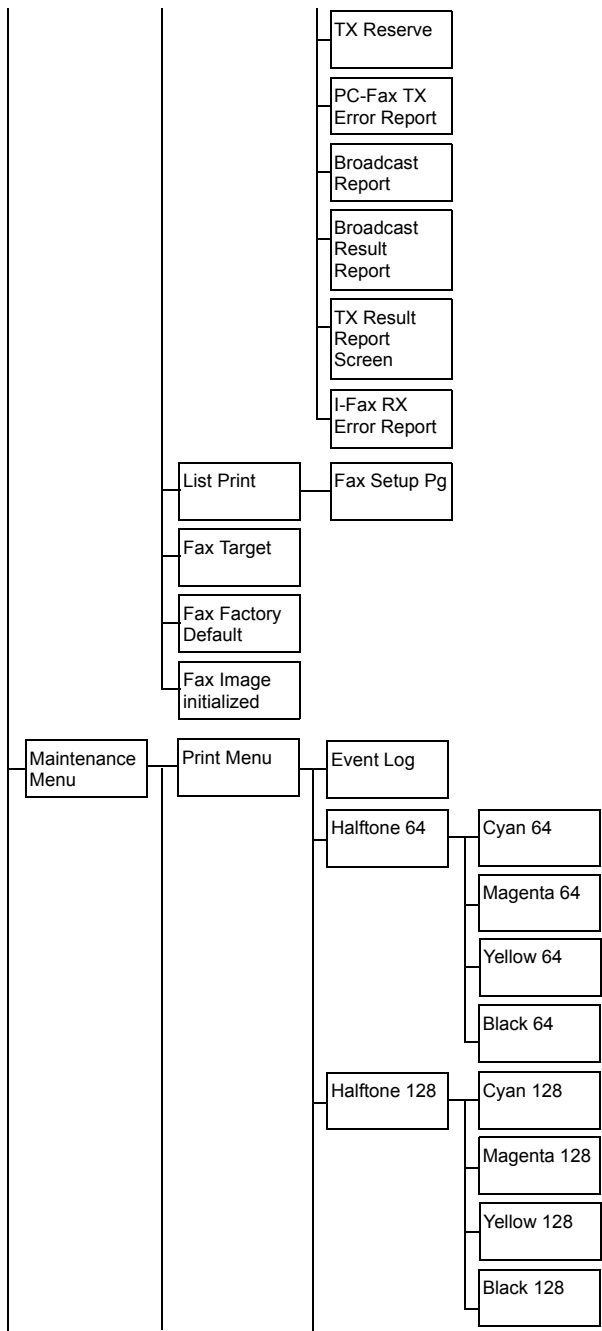 TX Reserve
PC-Fax TX
Error Report
Broadcast
Report
Broadcast
Result
Report
TX Result
Report
Screen
I-Fax RX
Error Report
List Print
Fax Setup Pg
Fax Target
Fax Factory
Default
Fax Image
initialized
Maintenance
Menu
Print Menu
Event Log
Halftone 64
Cyan 64
Magenta 64
Yellow 64
Black 64
Halftone 128
Cyan 128
Magenta 128
Yellow 128
Black 128